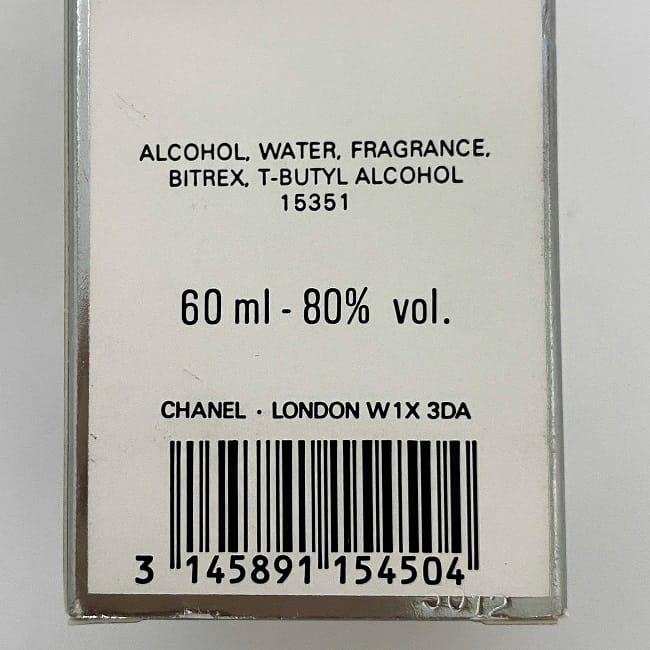 ALCOHOL, WATER, FRAGRANCE,
BITREX, T-BUTYL ALCOHOL
15351
60 ml - 80% vol.
CHANEL · LONDON W1X 3DA
3 145891 154504